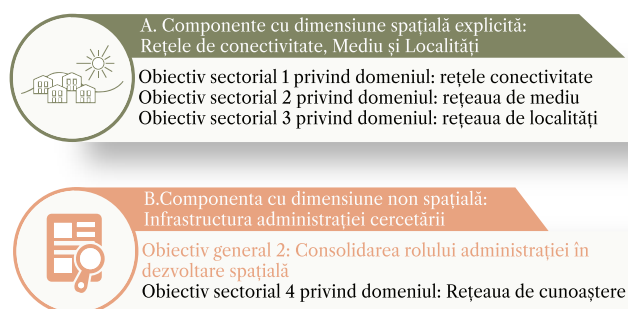 A. Componente cu dimensiune spațială explicită:
Rețele de conectivitate, Mediu și Localități
Obiectiv sectorial 1 privind domeniul: rețele conectivitate
Obiectiv sectorial 2 privind domeniul: rețeaua de mediu
Obiectiv sectorial 3 privind domeniul: rețeaua de localități
B.Componenta cu dimensiune non spațială:
Infrastructura administrației cercetării
Obiectiv general 2: Consolidarea rolului administrației în
dezvoltare spațială
Obiectiv sectorial 4 privind domeniul: Rețeaua de cunoaștere